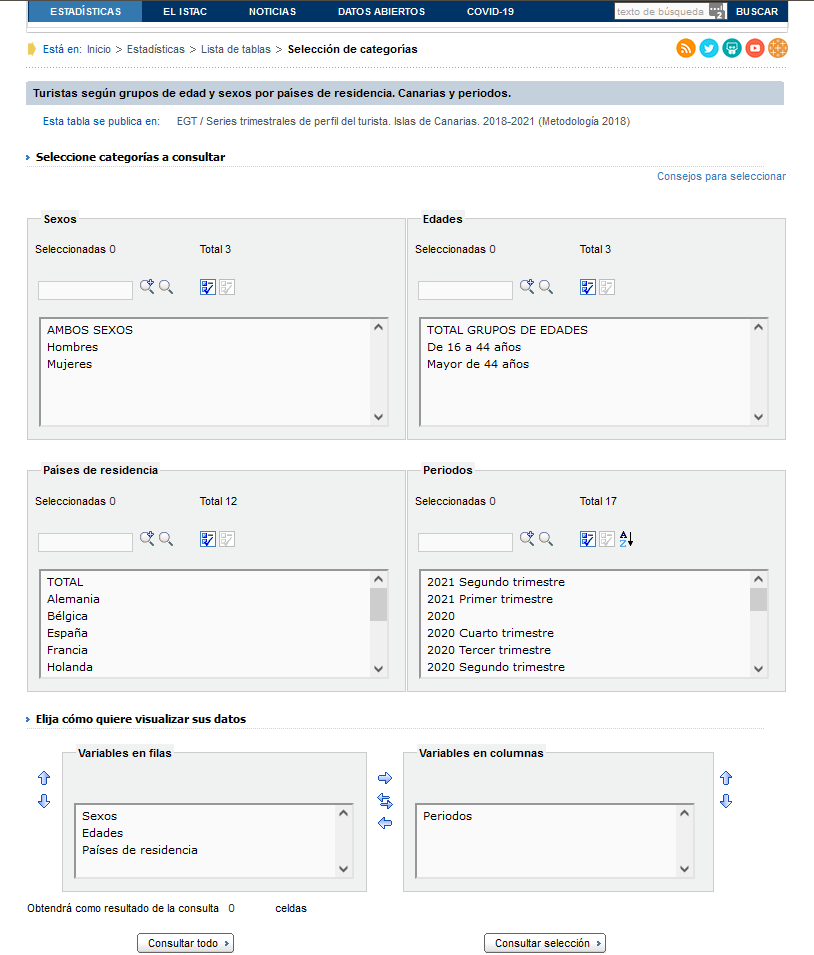 ESTADÍSTICAS EL ISTAC NOTICIAS DATOS ABIERTOS COVID-19 texto de búsqueda BUSCAR
Está en: Inicio > Estadísticas > Lista de tablas > Selección de categorías
Turistas según grupos de edad y sexos por países de residencia. Canarias y periodos.
Esta tabla se publica en: EGT / Series trimestrales de perfil del turista. Islas de Canarias. 2018-2021 (Metodología 2018)
Seleccione categorías a consultar
Consejos para seleccionar
Sexos
Seleccionadas 0 Total 3
AMBOS SEXOS
Hombres
Mujeres
Edades
Seleccionadas 0 Total 3
TOTAL GRUPOS DE EDADES
De 16 a 44 años
Mayor de 44 años
Países de residencia
Seleccionadas 0 Total 12
TOTAL
Alemania
Bélgica
España
Francia
Holanda
Periodos
Seleccionadas 0 Total 17
A
Z
2021 Segundo trimestre
2021 Primer trimestre
2020
2020 Cuarto trimestre
2020 Tercer trimestre
2020 Segundo trimestre
Elija cómo quiere visualizar sus datos
Variables en filas
Sexos
Edades
Países de residencia
Variables en columnas
Periodos
Obtendrá como resultado de la consulta 0 celdas
Consultar todo Consultar selección